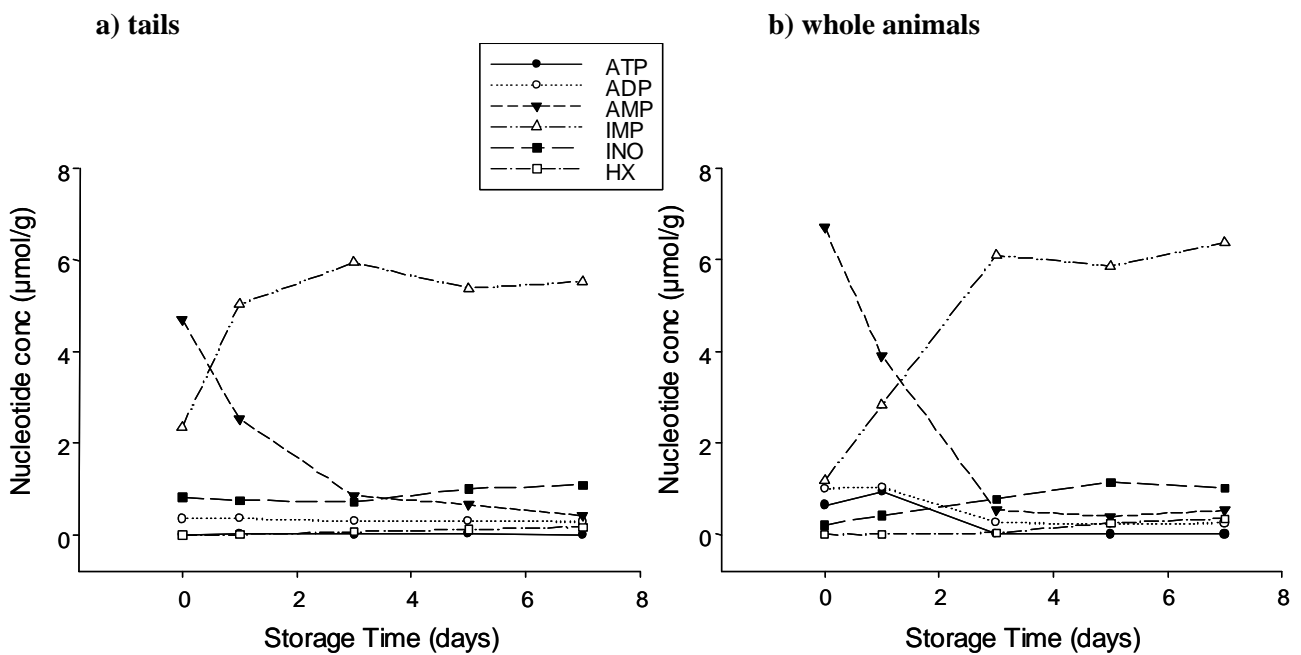 a) tails
b) whole animals
ATP
ADP
AMP
IMP
INO
HX
Nucleotide conc (µmol/g)
8
6
4
2
0
0 2 4 6 8
Storage Time (days)
Nucleotide conc (µmol/g)
8
6
4
2
0
0 2 4 6 8
Storage Time (days)